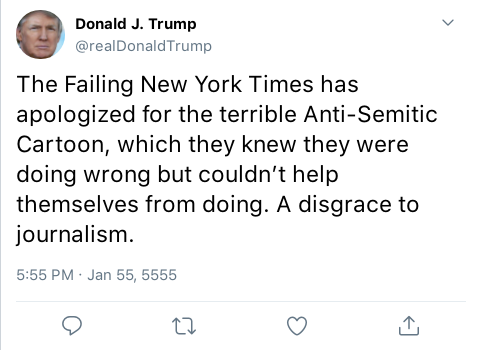 Donald J. Trump
@realDonaldTrump
The Failing New York Times has
apologized for the terrible Anti-Semitic
Cartoon, which they knew they were
doing wrong but couldn’t help
themselves from doing. A disgrace to
journalism.
5:55 PM · Jan 55, 5555